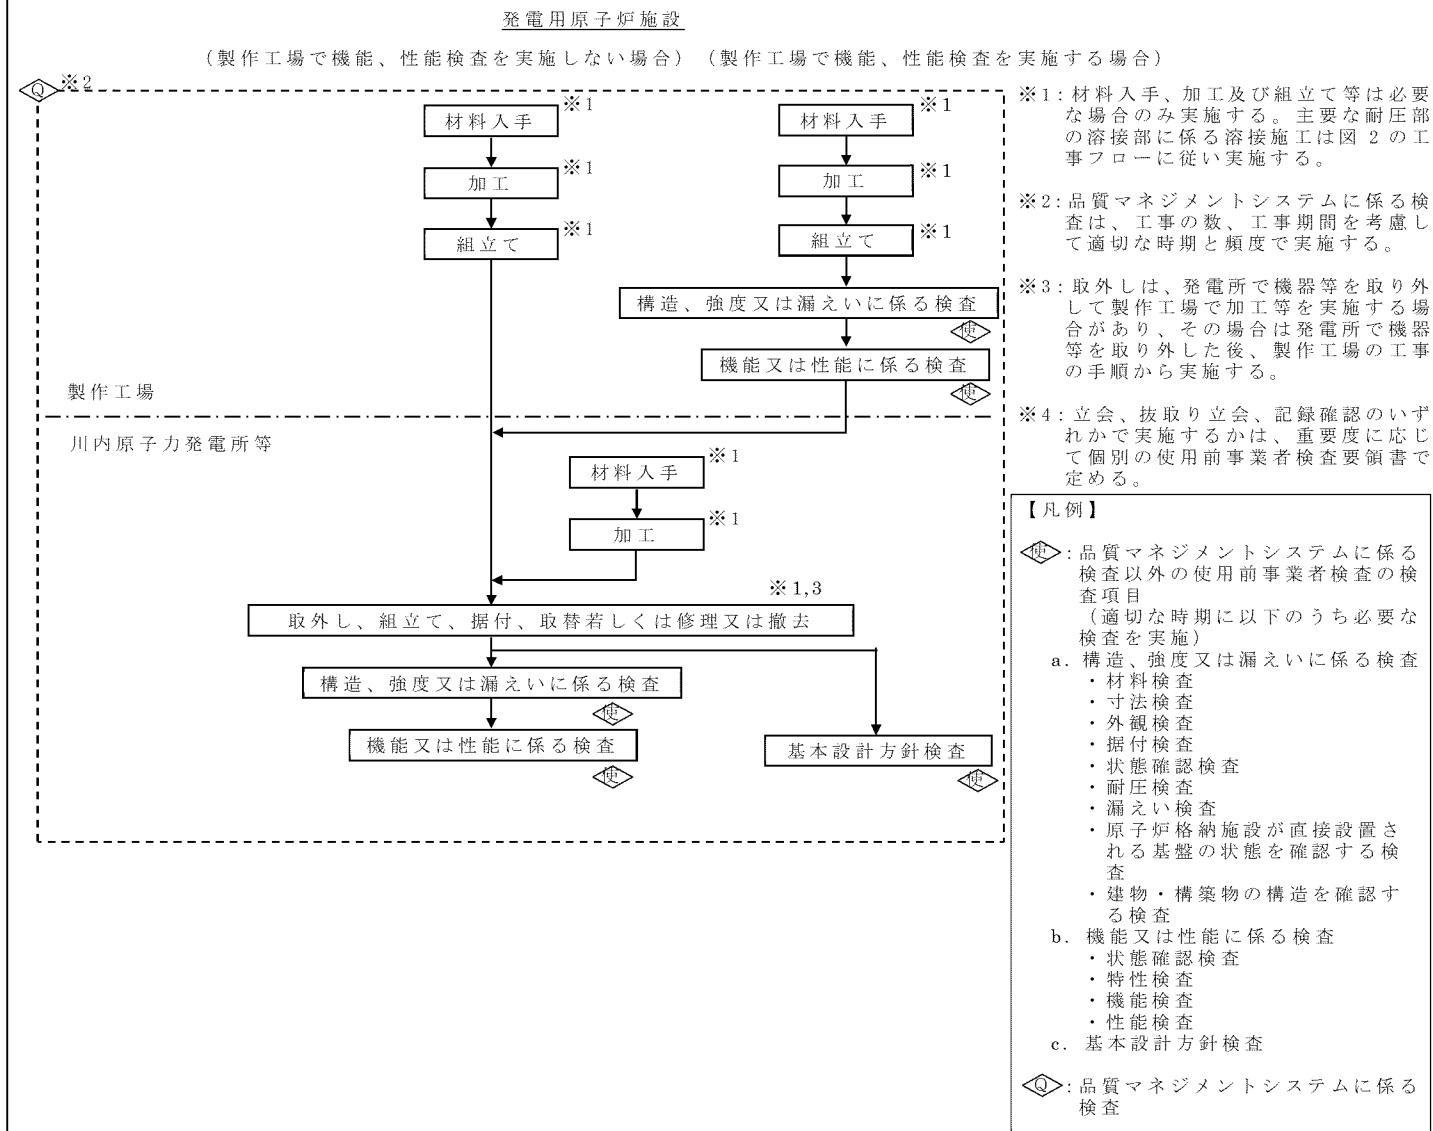 発電用原子炉施設
（製作工場で機能、性能検査を実施しない場合）（製作工場で機能、性能検査を実施する場合）
Q ※2
材料入手 ※1
加工 ※1
組立て ※1
材料入手 ※1
加工 ※1
組立て ※1
構造、強度又は漏えいに係る検査
使
機能又は性能に係る検査
使
製作工場
川内原子力発電所等
材料入手 ※1
加工 ※1
※1,3
取外し、組立て、据付、取替若しくは修理又は撤去
構造、強度又は漏えいに係る検査
使
機能又は性能に係る検査
使
基本設計方針検査
使
※1：材料入手、加工及び組立て等は必要
な場合のみ実施する。主要な耐圧部
の溶接部に係る溶接施工は図 2 の工
事フローに従い実施する。
※2：品質マネジメントシステムに係る検
査は、工事の数、工事期間を考慮し
て適切な時期と頻度で実施する。
※3：取外しは、発電所で機器等を取り外
して製作工場で加工等を実施する場
合があり、その場合は発電所で機器
等を取り外した後、製作工場の工事
の手順から実施する。
※4：立会、抜取り立会、記録確認のいず
れかで実施するかは、重要度に応じ
て個別の使用前事業者検査要領書で
定める。
【凡例】
使：品質マネジメントシステムに係る
検査以外の使用前事業者検査の検
査項目
（適切な時期に以下のうち必要な
検査を実施）
a. 構造、強度又は漏えいに係る検査
・材料検査
・寸法検査
・外観検査
・据付検査
・状態確認検査
・耐圧検査
・漏えい検査
・原子炉格納施設が直接設置さ
れる基盤の状態を確認する検
査
・建物・構築物の構造を確認す
る検査
b. 機能又は性能に係る検査
・状態確認検査
・特性検査
・機能検査
・性能検査
c. 基本設計方針検査
Q：品質マネジメントシステムに係る
検査